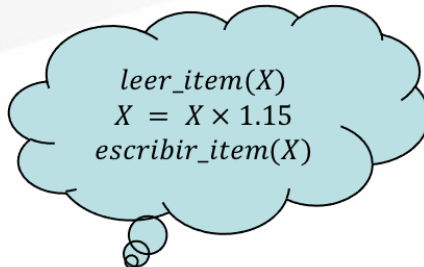 leer_item(X)
X = X × 1.15
escribir_item(X)